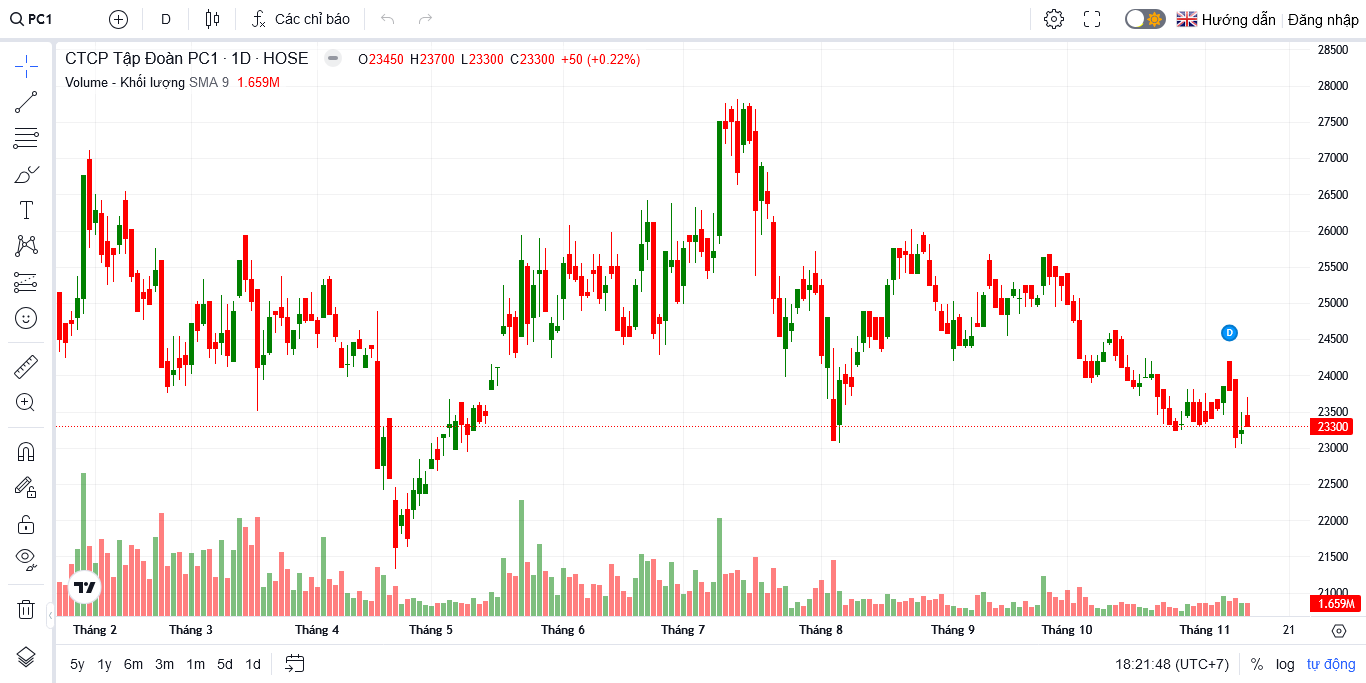 PC1 D Các chỉ báo Hướng dẫn Đăng nhập
CTCP Tập Đoàn PC1 · 1D · HOSE O23450 H23700 L23300 C23300 +50 (+0.22%)
Volume - Khối lượng SMA 9 1.659M
28500
28000
27500
27000
26500
26000
25500
25000
24500
D
24000
23500
23300
23000
22500
22000
21500
21000
1.659M
Tháng 2 Tháng 3 Tháng 4 Tháng 5 Tháng 6 Tháng 7 Tháng 8 Tháng 9 Tháng 10 Tháng 11 21
5y 1y 6m 3m 1m 5d 1d 18:21:48 (UTC+7) % log tự động